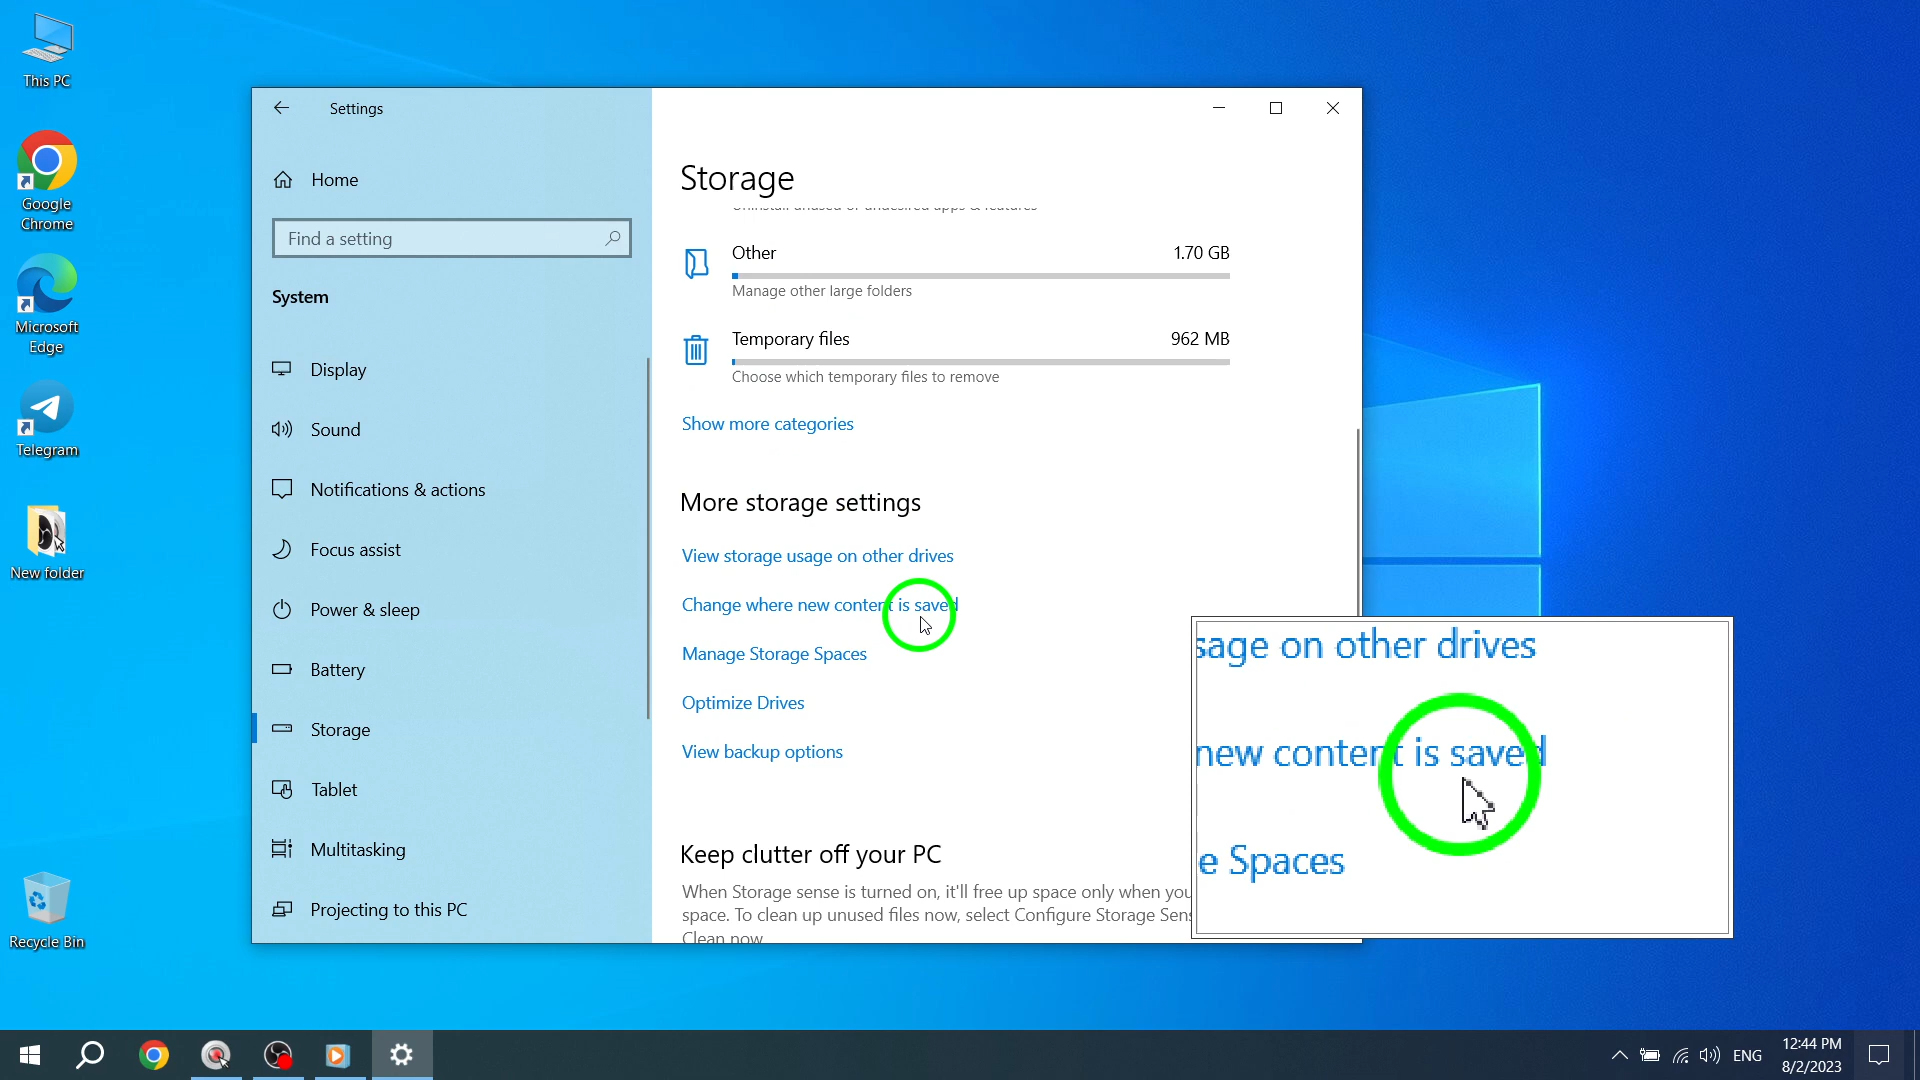 This PC
Google
Chrome
Microsoft
Edge
Telegram
New folder
Recycle Bin
Settings
Home
Find a setting
System
Display
Sound
Notifications & actions
Focus assist
Power & sleep
Battery
Storage
Tablet
Multitasking
Projecting to this PC
Storage
Uninstall unused or undesired apps & features
Other 1.70 GB
Manage other large folders
Temporary files 962 MB
Choose which temporary files to remove
Show more categories
More storage settings
View storage usage on other drives
Change where new content is saved
Manage Storage Spaces
Optimize Drives
View backup options
Keep clutter off your PC
When Storage sense is turned on, it'll free up space only when you
space. To clean up unused files now, select Configure Storage Sens
Clean now.
sage on other drives
new content is saved
e Spaces
ENG
12:44 PM
8/2/2023